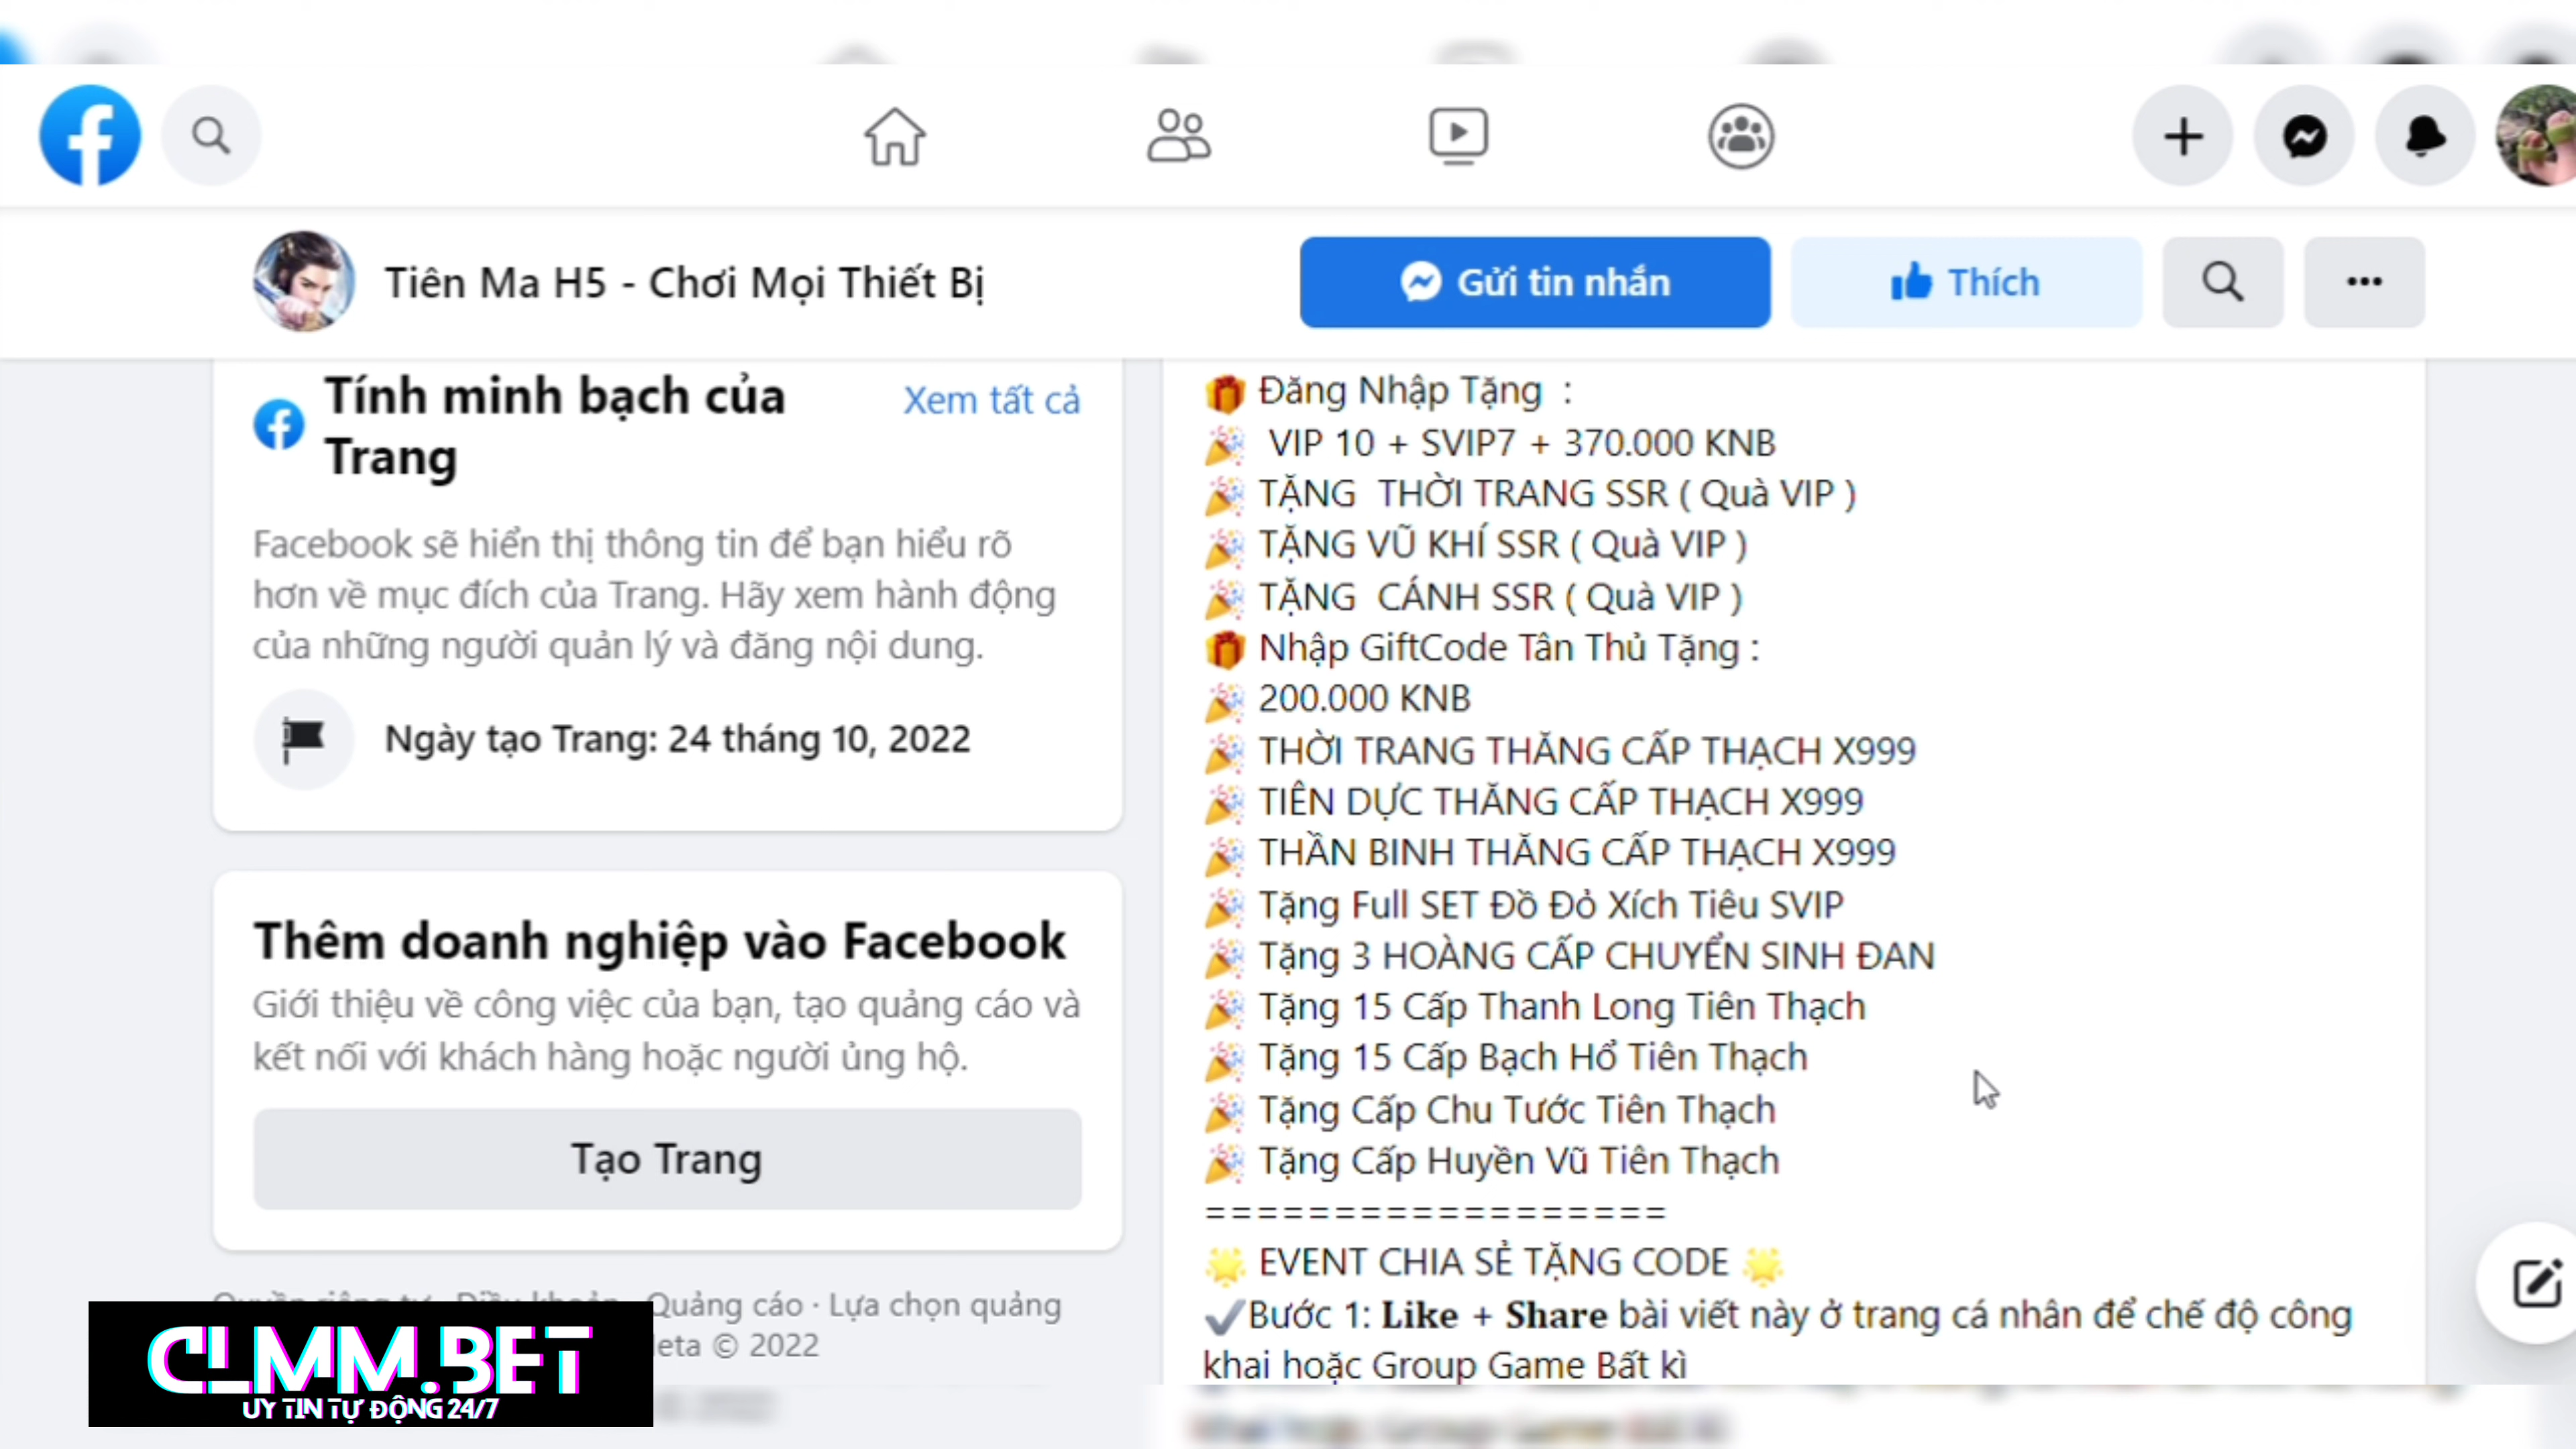 Tiên Ma H5 - Chơi Mọi Thiết Bị
Gửi tin nhắn
Thích
Tính minh bạch của
Trang
Xem tất cả
Facebook sẽ hiển thị thông tin để bạn hiểu rõ
hơn về mục đích của Trang. Hãy xem hành động
của những người quản lý và đăng nội dung.
Ngày tạo Trang: 24 tháng 10, 2022
Thêm doanh nghiệp vào Facebook
Giới thiệu về công việc của bạn, tạo quảng cáo và
kết nối với khách hàng hoặc người ủng hộ.
Tạo Trang
Quảng cáo · Lựa chọn quảng
© 2022
CLMM.BET
UY TÍN TỰ ĐỘNG 24/7
🎁 Đăng Nhập Tặng :
🎉 VIP 10 + SVIP7 + 370.000 KNB
🎉 TẶNG THỜI TRANG SSR ( Quà VIP )
🎉 TẶNG VŨ KHÍ SSR ( Quà VIP )
🎉 TẶNG CÁNH SSR ( Quà VIP )
🎁 Nhập GiftCode Tân Thủ Tặng :
🎉 200.000 KNB
🎉 THỜI TRANG THĂNG CẤP THẠCH X999
🎉 TIÊN DỰC THĂNG CẤP THẠCH X999
🎉 THẦN BINH THĂNG CẤP THẠCH X999
🎉 Tặng Full SET Đồ Đỏ Xích Tiêu SVIP
🎉 Tặng 3 HOÀNG CẤP CHUYỂN SINH ĐAN
🎉 Tặng 15 Cấp Thanh Long Tiên Thạch
🎉 Tặng 15 Cấp Bạch Hổ Tiên Thạch
🎉 Tặng Cấp Chu Tước Tiên Thạch
🎉 Tặng Cấp Huyền Vũ Tiên Thạch
==================
🌟 EVENT CHIA SẺ TẶNG CODE 🌟
✔Bước 1: Like + Share bài viết này ở trang cá nhân để chế độ công
khai hoặc Group Game Bất kì